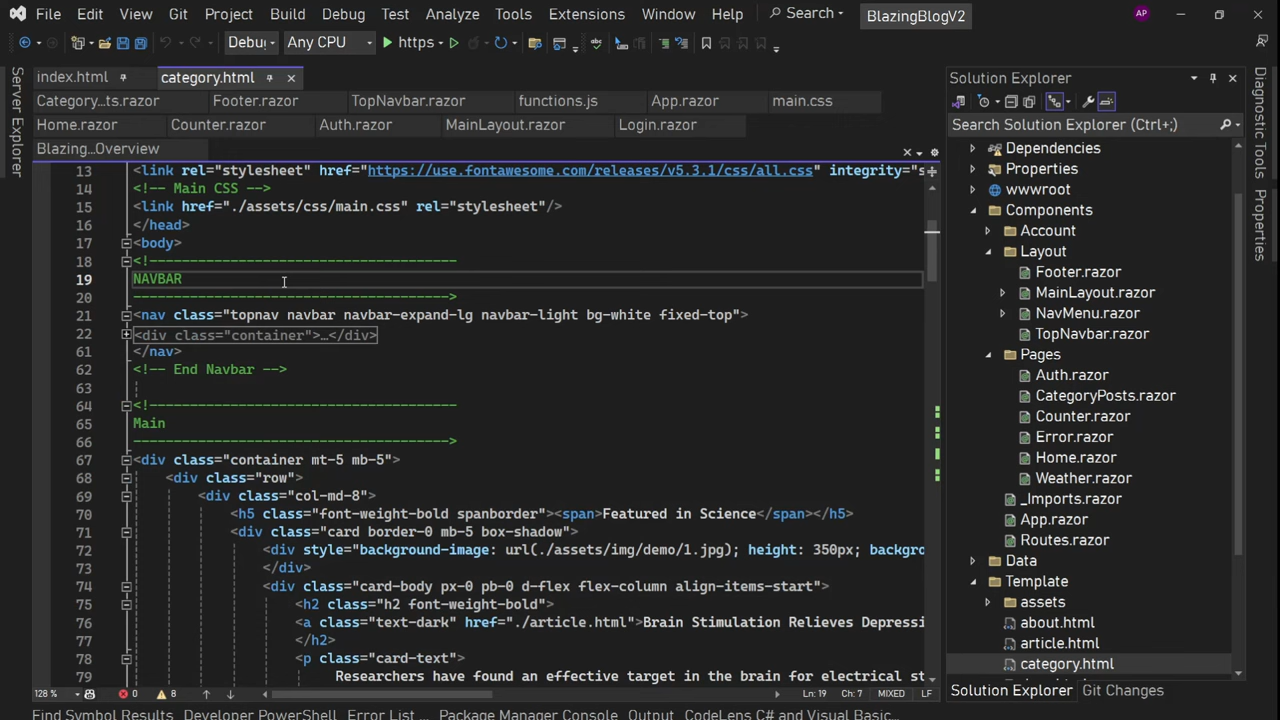 File Edit View Git Project Build Debug Test Analyze Tools Extensions Window Help Search BlazingBlogV2 AP
Debug Any CPU https
index.html category.html
Category...ts.razor Footer.razor TopNavbar.razor functions.js App.razor main.css
Home.razor Counter.razor Auth.razor MainLayout.razor Login.razor
Blazing...Overview
Server Explorer
13 <link rel="stylesheet" href="https://use.fontawesome.com/releases/v5.3.1/css/all.css" integrity="s
14 <!-- Main CSS -->
15 <link href="./assets/css/main.css" rel="stylesheet"/>
16 </head>
17 <body>
18 <!--------------------------------------
19 NAVBAR
20 --------------------------------------->
21 <nav class="topnav navbar navbar-expand-lg navbar-light bg-white fixed-top">
22 <div class="container">…</div>
61 </nav>
62 <!-- End Navbar -->
63
64 <!--------------------------------------
65 Main
66 --------------------------------------->
67 <div class="container mt-5 mb-5">
68 <div class="row">
69 <div class="col-md-8">
70 <h5 class="font-weight-bold spanborder"><span>Featured in Science</span></h5>
71 <div class="card border-0 mb-5 box-shadow">
72 <div style="background-image: url(./assets/img/demo/1.jpg); height: 350px; backgro
73 </div>
74 <div class="card-body px-0 pb-0 d-flex flex-column align-items-start">
75 <h2 class="h2 font-weight-bold">
76 <a class="text-dark" href="./article.html">Brain Stimulation Relieves Depressi
77 </h2>
78 <p class="card-text">
79 Researchers have found an effective target in the brain for electrical st
128 % 0 8 Ln: 19 Ch: 7 MIXED LF
Solution Explorer
Search Solution Explorer (Ctrl+;)
Dependencies
Properties
wwwroot
Components
Account
Layout
Footer.razor
MainLayout.razor
NavMenu.razor
TopNavbar.razor
Pages
Auth.razor
CategoryPosts.razor
Counter.razor
Error.razor
Home.razor
Weather.razor
_Imports.razor
App.razor
Routes.razor
Data
Template
assets
about.html
article.html
category.html
Solution Explorer Git Changes
Diagnostic Tools
Properties
Find Symbol Results Developer PowerShell Error List ... Package Manager Console Output CodeLens C# and Visual Basic...